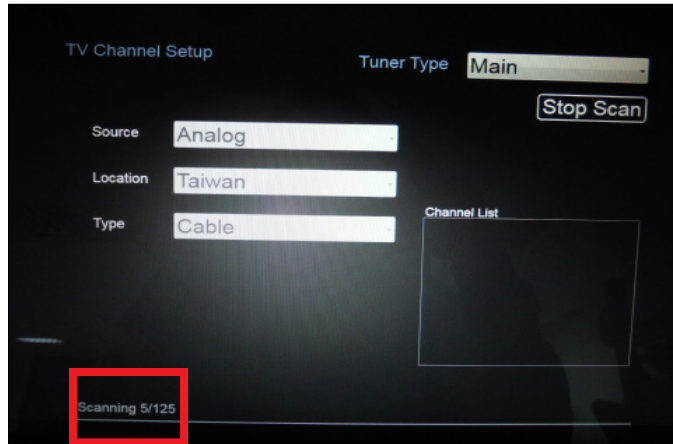 TV Channel Setup
Tuner Type Main
Stop Scan
Source Analog
Location Taiwan
Type Cable
Channel List
Scanning 5/125